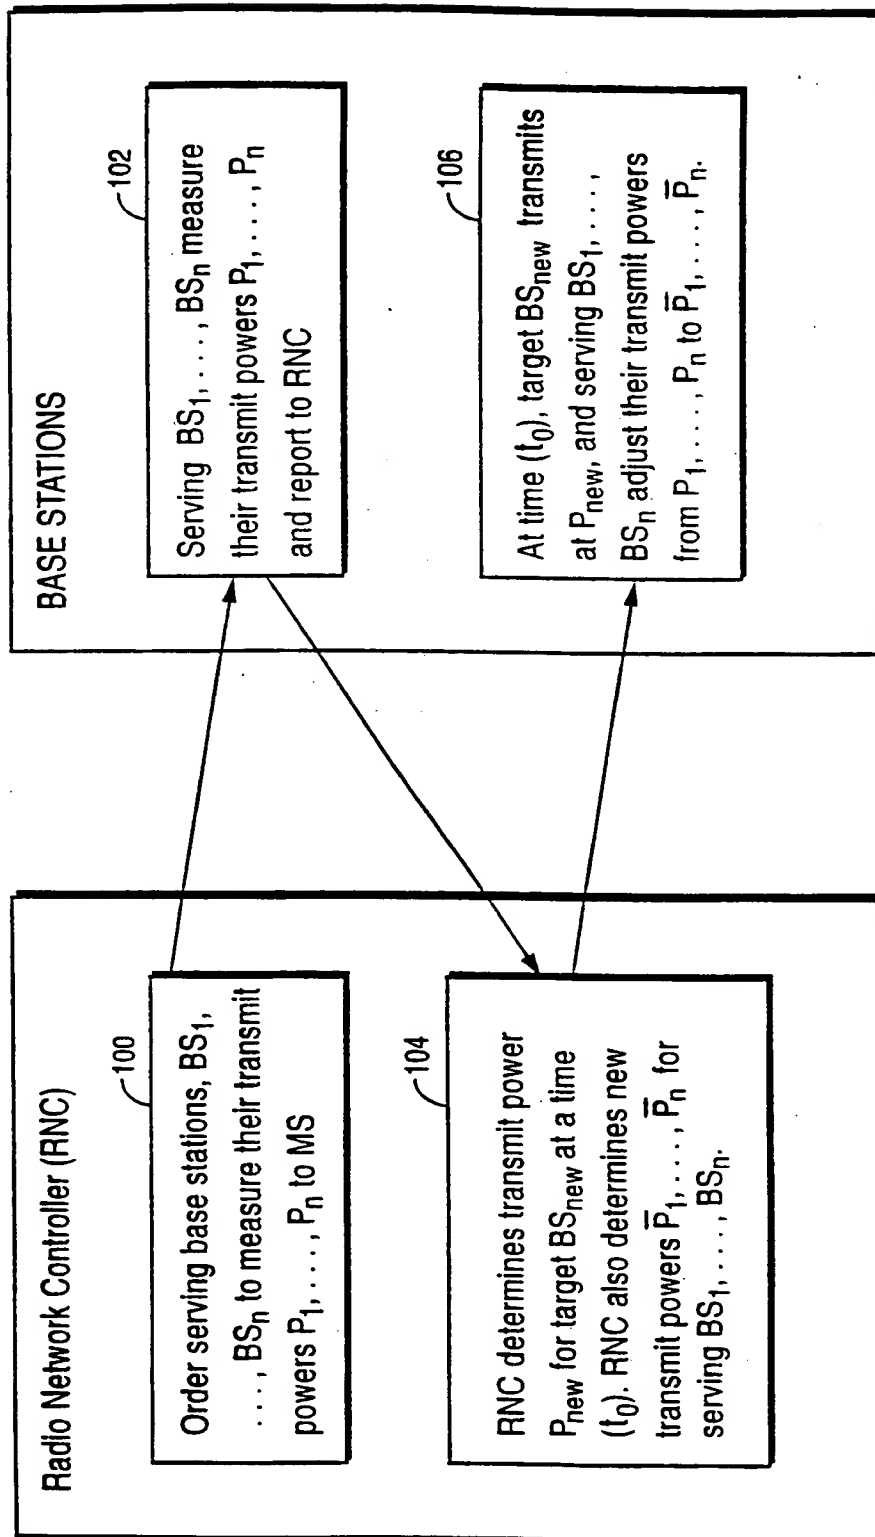 Radio Network Controller (RNC)
100
Order serving base stations, BS1,
. . ., BSn to measure their transmit
powers P1, . . ., Pn to MS
104
RNC determines transmit power
Pnew for target BSnew at a time
(t0). RNC also determines new
transmit powers P̅1, . . ., P̅n for
serving BS1, . . ., BSn.
BASE STATIONS
102
Serving BS1, . . ., BSn measure
their transmit powers P1, . . ., Pn
and report to RNC
106
At time (t0), target BSnew transmits
at Pnew, and serving BS1, . . .,
BSn adjust their transmit powers
from P1, . . ., Pn to P̅1, . . ., P̅n.